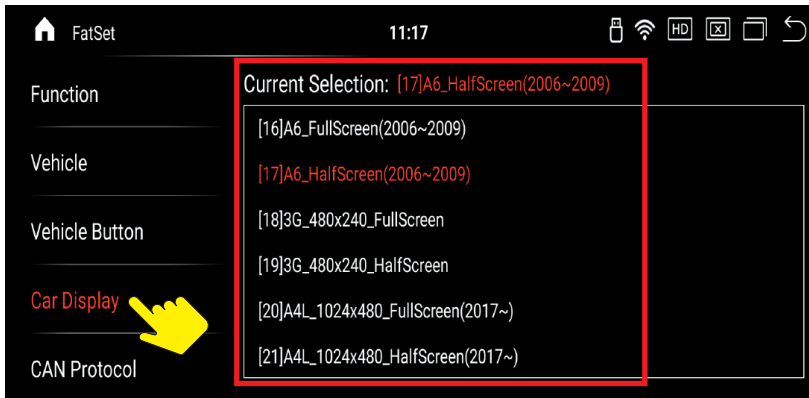 FatSet
11:17
HD
Function
Vehicle
Vehicle Button
Car Display
CAN Protocol
Current Selection: [17]A6_HalfScreen(2006~2009)
[16]A6_FullScreen(2006~2009)
[17]A6_HalfScreen(2006~2009)
[18]3G_480x240_FullScreen
[19]3G_480x240_HalfScreen
[20]A4L_1024x480_FullScreen(2017~)
[21]A4L_1024x480_HalfScreen(2017~)